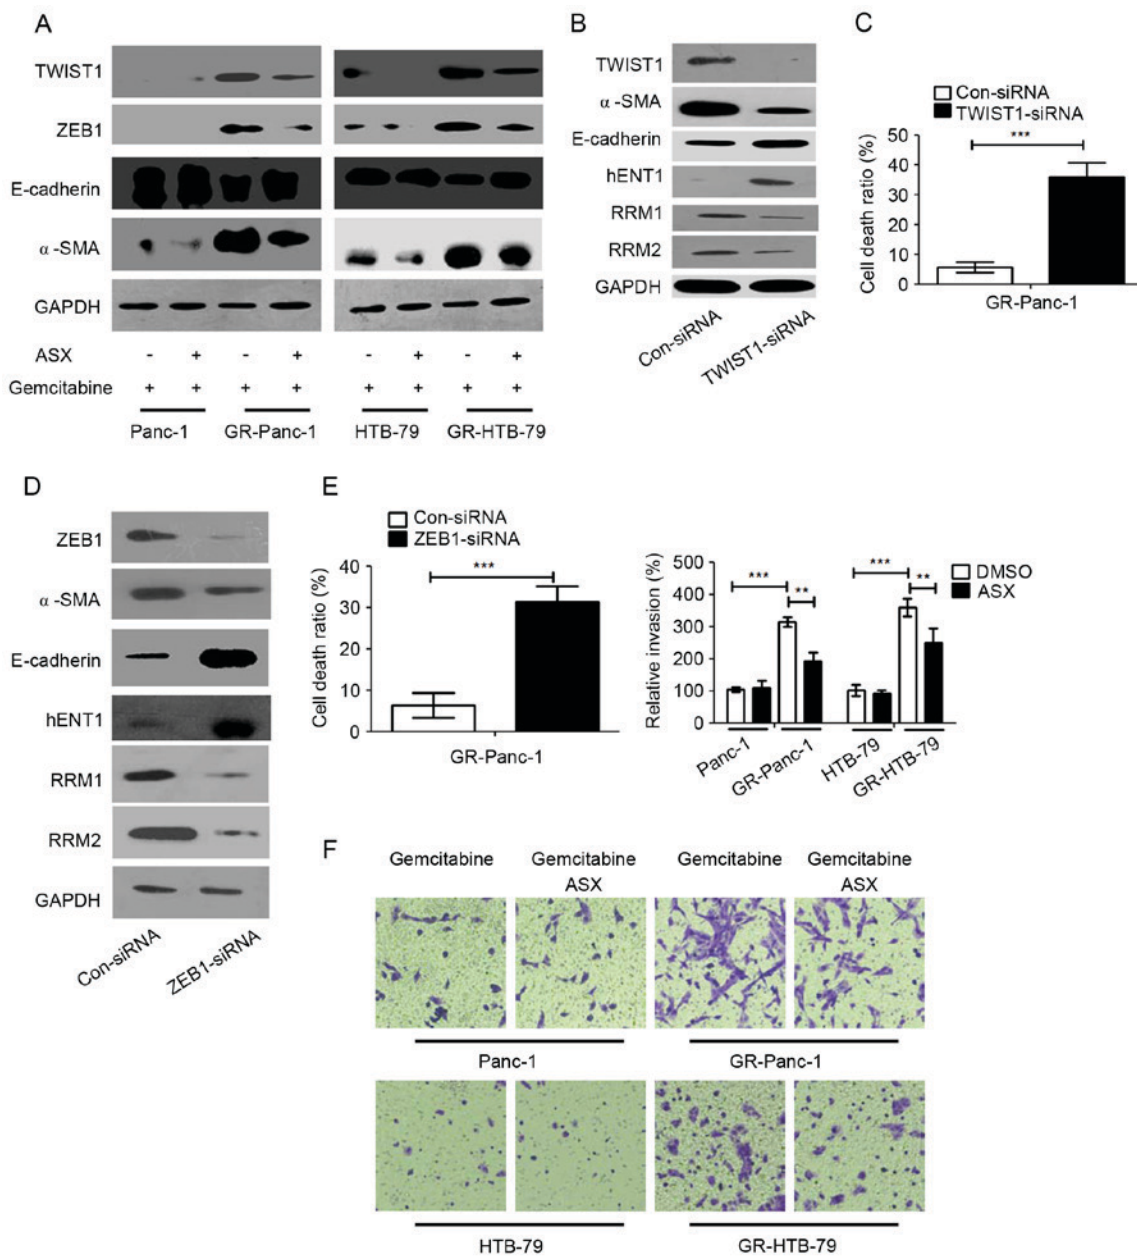 A
TWIST1
ZEB1
E-cadherin
α-SMA
GAPDH
ASX - + - + - + - +
Gemcitabine + + + + + + + +
Panc-1 GR-Panc-1 HTB-79 GR-HTB-79
B
TWIST1
α-SMA
E-cadherin
hENT1
RRM1
RRM2
GAPDH
Con-siRNA TWIST1-siRNA
C
Con-siRNA
TWIST1-siRNA
Cell death ratio (%)
50
40
30
20
10
0
***
GR-Panc-1
D
ZEB1
α-SMA
E-cadherin
hENT1
RRM1
RRM2
GAPDH
Con-siRNA ZEB1-siRNA
E
Con-siRNA
ZEB1-siRNA
Cell death ratio (%)
40
30
20
10
0
***
GR-Panc-1
Relative invasion (%)
500
400
300
200
100
0
*** ** *** **
DMSO
ASX
Panc-1 GR-Panc-1 HTB-79 GR-HTB-79
F
Gemcitabine Gemcitabine Gemcitabine Gemcitabine
ASX ASX
Panc-1 GR-Panc-1
HTB-79 GR-HTB-79